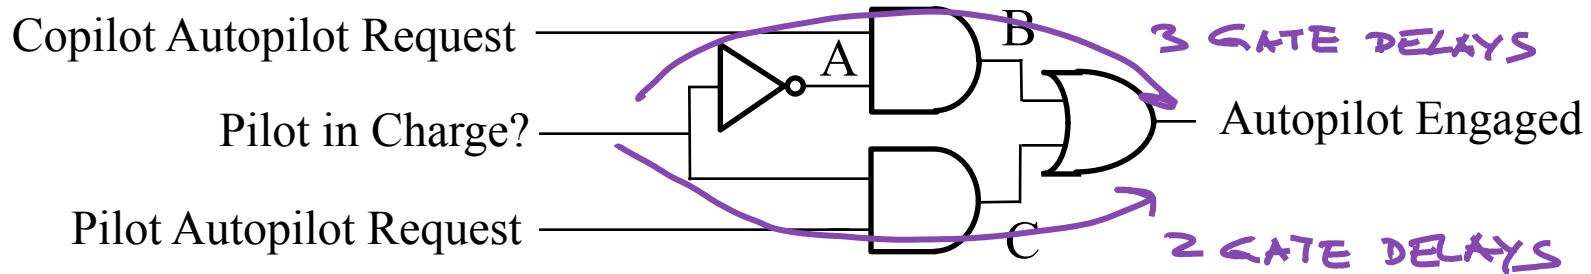 Copilot Autopilot Request
A
B
3 GATE DELAYS
Pilot in Charge?
Autopilot Engaged
Pilot Autopilot Request
C
2 GATE DELAYS